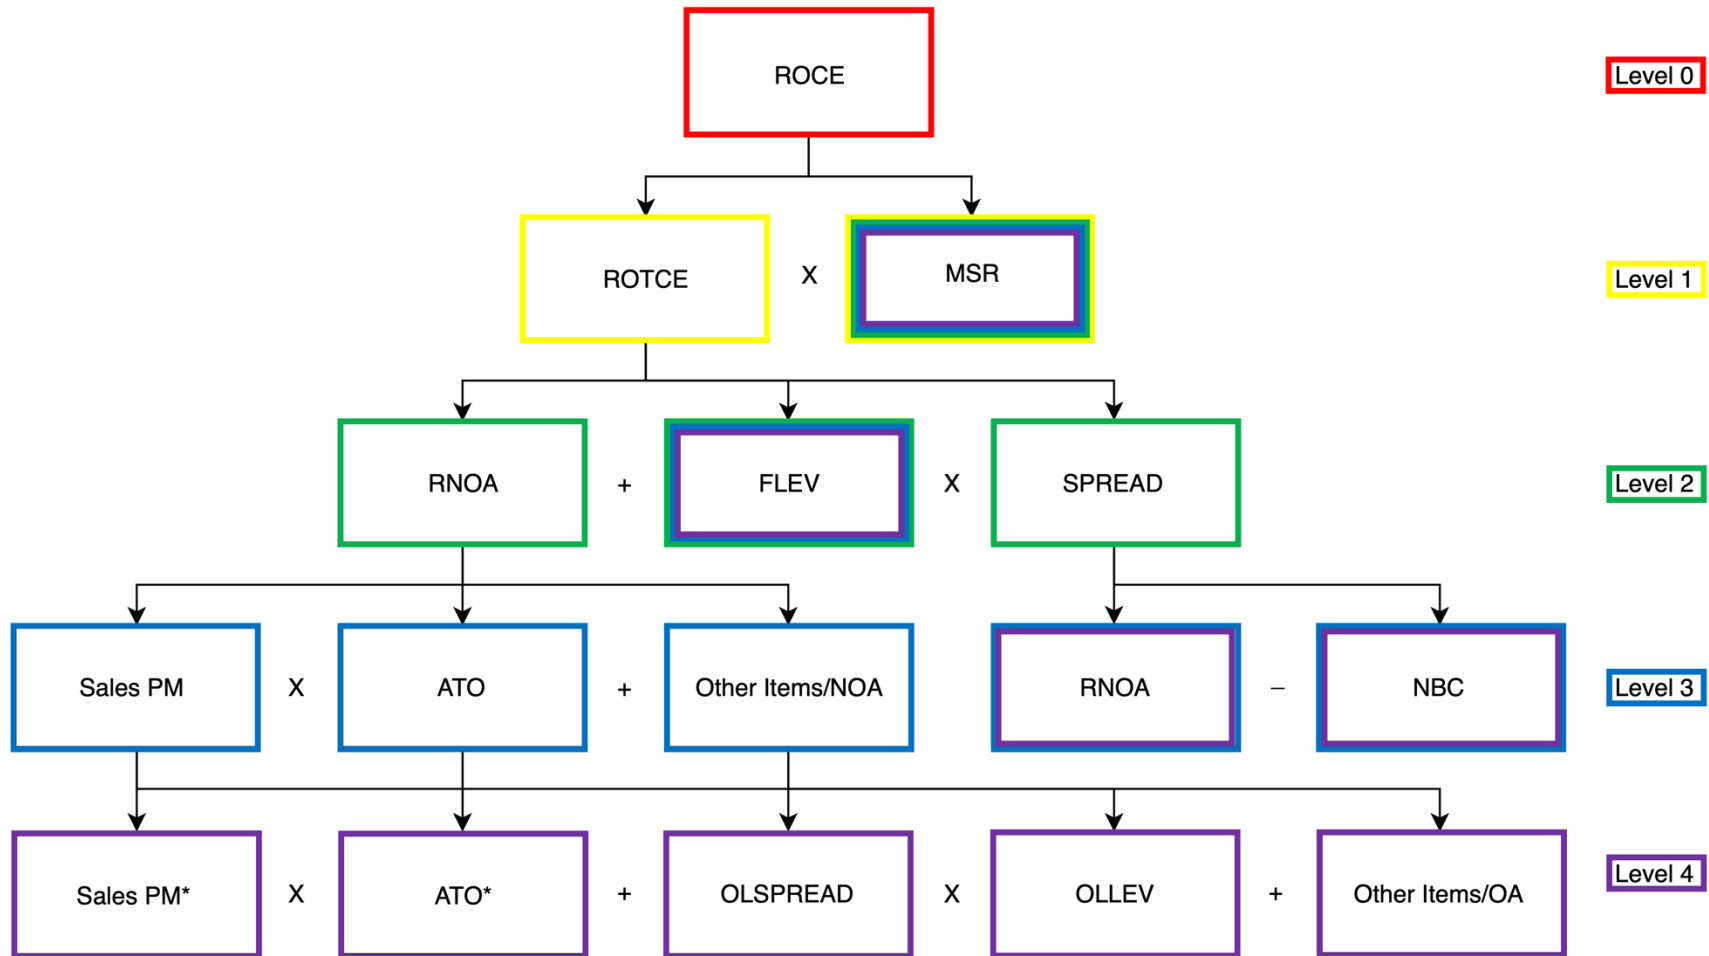 ROCE
Level 0
ROTCE X MSR
Level 1
RNOA + FLEV X SPREAD
Level 2
Sales PM X ATO + Other Items/NOA RNOA – NBC
Level 3
Sales PM* X ATO* + OLSPREAD X OLLEV + Other Items/OA
Level 4